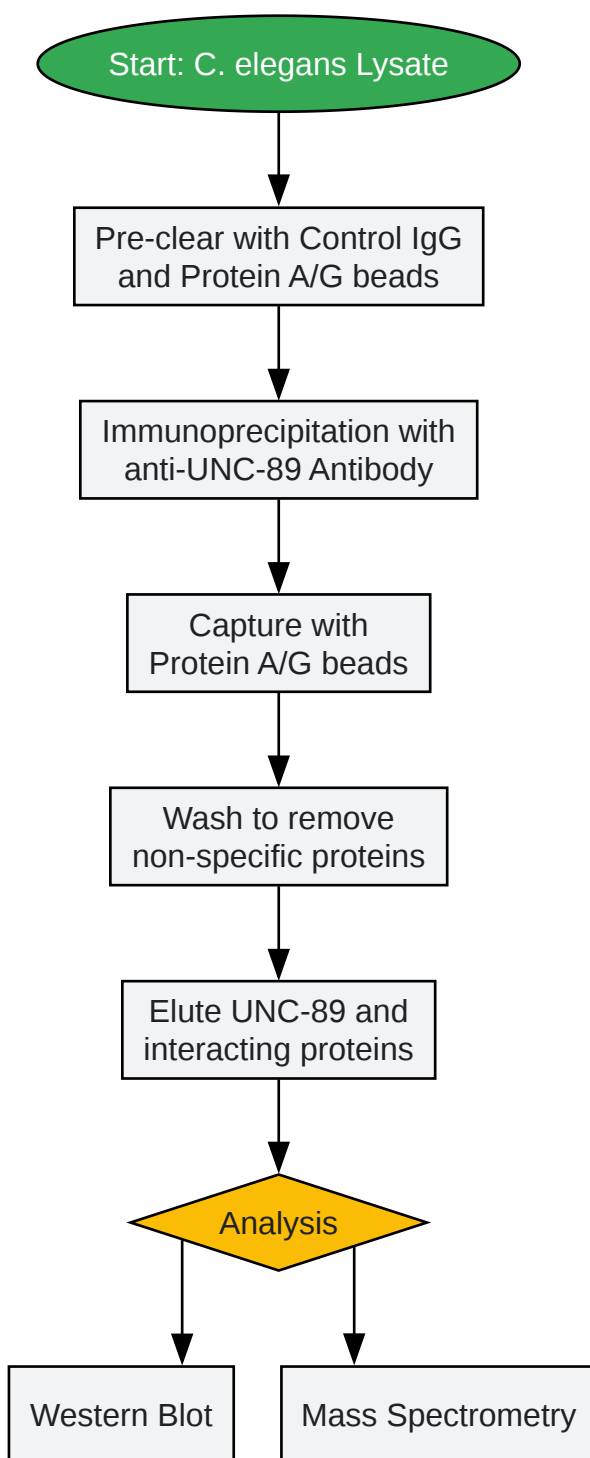 Start: C. elegans Lysate
Pre-clear with Control IgG
and Protein A/G beads
Immunoprecipitation with
anti-UNC-89 Antibody
Capture with
Protein A/G beads
Wash to remove
non-specific proteins
Elute UNC-89 and
interacting proteins
Analysis
Western Blot
Mass Spectrometry